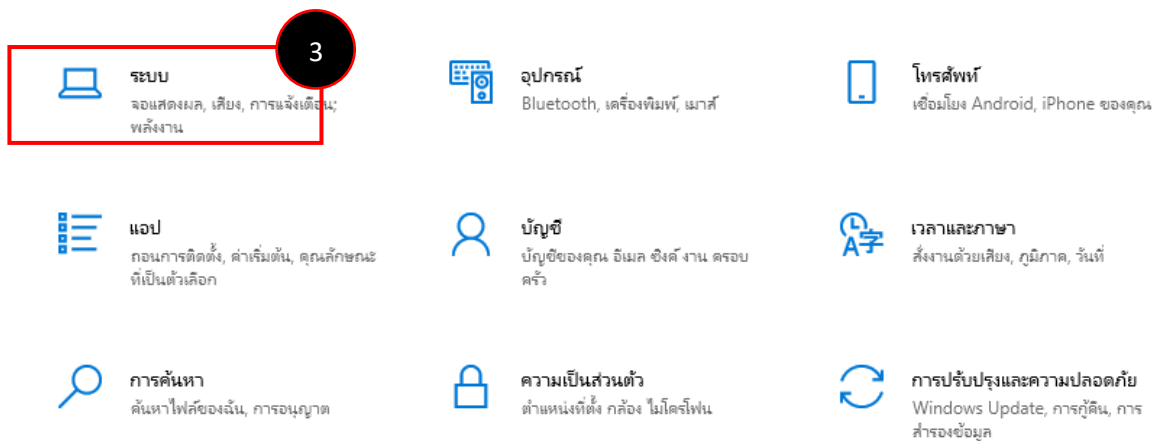 3
ระบบ
จอแสดงผล, เสียง, การแจ้งเตือน;
พลังงาน
อุปกรณ์
Bluetooth, เครื่องพิมพ์, เมาส์
โทรศัพท์
เชื่อมโยง Android, iPhone ของคุณ
แอป
ถอนการติดตั้ง, ค่าเริ่มต้น, คุณลักษณะ
ที่เป็นตัวเลือก
บัญชี
บัญชีของคุณ อีเมล ซิงค์ งาน ครอบ
ครัว
เวลาและภาษา
สั่งงานด้วยเสียง, ภูมิภาค, วันที่
การค้นหา
ค้นหาไฟล์ของฉัน, การอนุญาต
ความเป็นส่วนตัว
ตำแหน่งที่ตั้ง กล้อง ไมโครโฟน
การปรับปรุงและความปลอดภัย
Windows Update, การกู้คืน, การ
สำรองข้อมูล